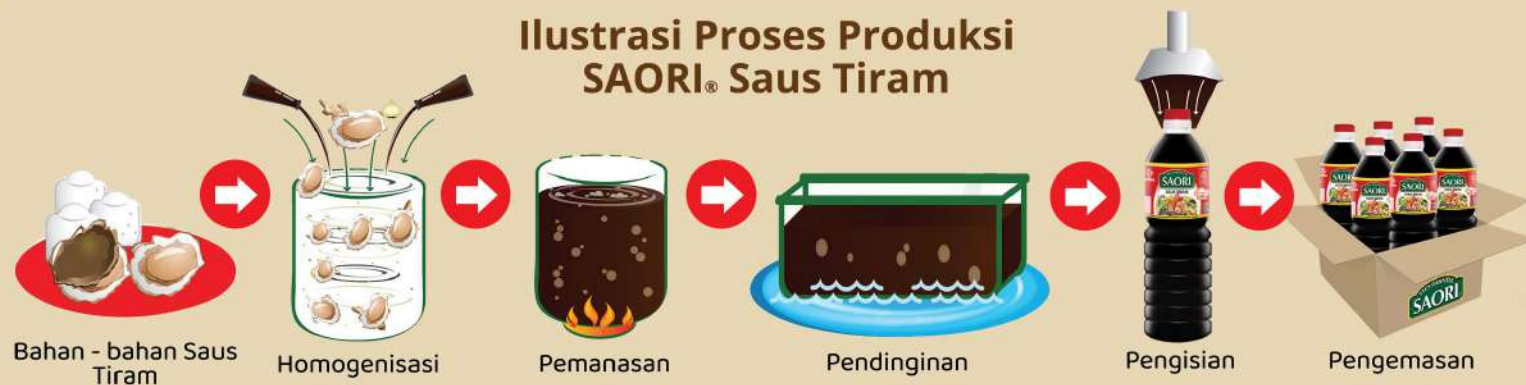 Ilustrasi Proses Produksi
SAORI® Saus Tiram
Bahan - bahan Saus
Tiram
Homogenisasi
Pemanasan
Pendinginan
Pengisian
Pengemasan
SAORI
SAORI
SAORI
SAORI
SAORI